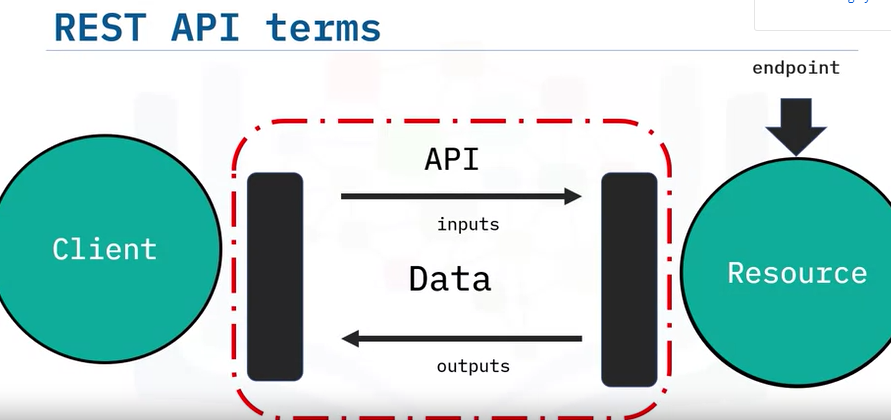 REST API terms
endpoint
API
inputs
Client
Data
Resource
outputs